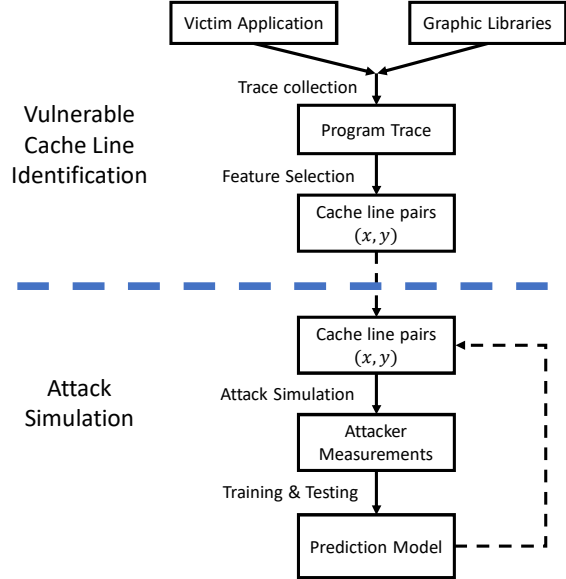 Victim Application
Graphic Libraries
Trace collection
Vulnerable
Cache Line
Identification
Program Trace
Feature Selection
Cache line pairs
(x, y)
Cache line pairs
(x, y)
Attack
Simulation
Attack Simulation
Attacker
Measurements
Training & Testing
Prediction Model